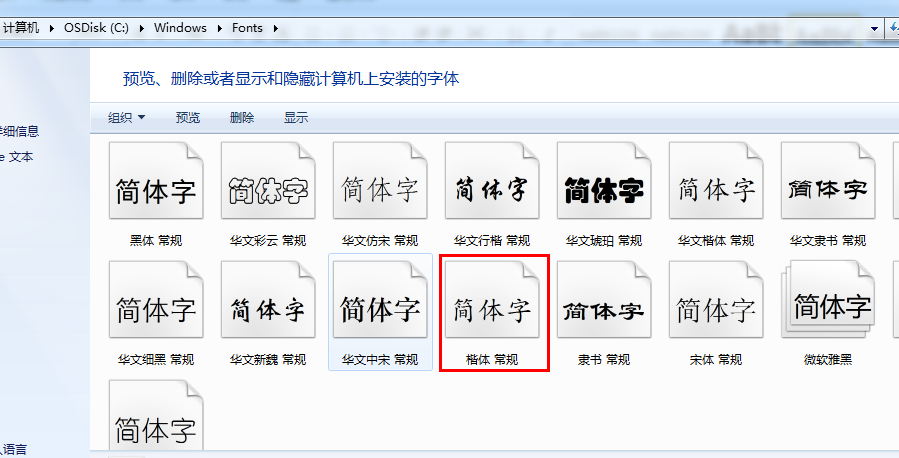 计算机 ▸ OSDisk (C:) ▸ Windows ▸ Fonts ▸
预览、删除或者显示和隐藏计算机上安装的字体
组织 预览 删除 显示
详细信息
文本
简体字 简体字 简体字 简体字 简体字 简体字 简体字
黑体 常规 华文彩云 常规 华文仿宋 常规 华文行楷 常规 华文琥珀 常规 华文楷体 常规 华文隶书 常规
简体字 简体字 简体字 简体字 简体字 简体字 简体字
华文细黑 常规 华文新魏 常规 华文中宋 常规 楷体 常规 隶书 常规 宋体 常规 微软雅黑
简体字
语言